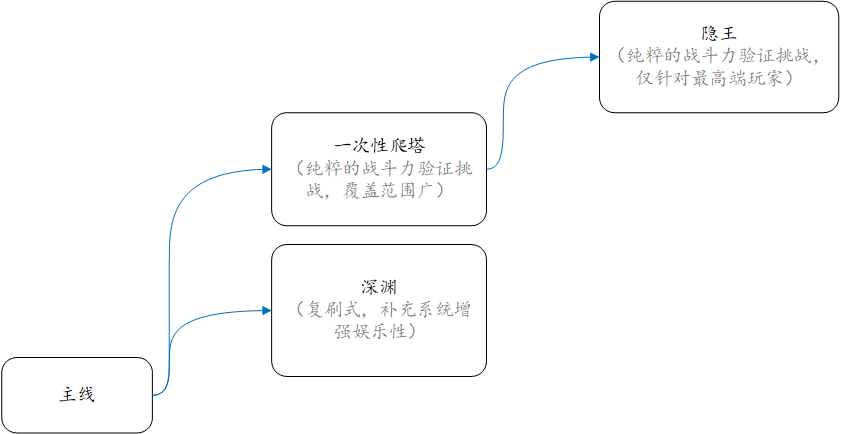 隐王
（纯粹的战斗力验证挑战，
仅针对最高端玩家）
一次性爬塔
（纯粹的战斗力验证挑
战，覆盖范围广）
深渊
（复刷式，补充系统增
强娱乐性）
主线